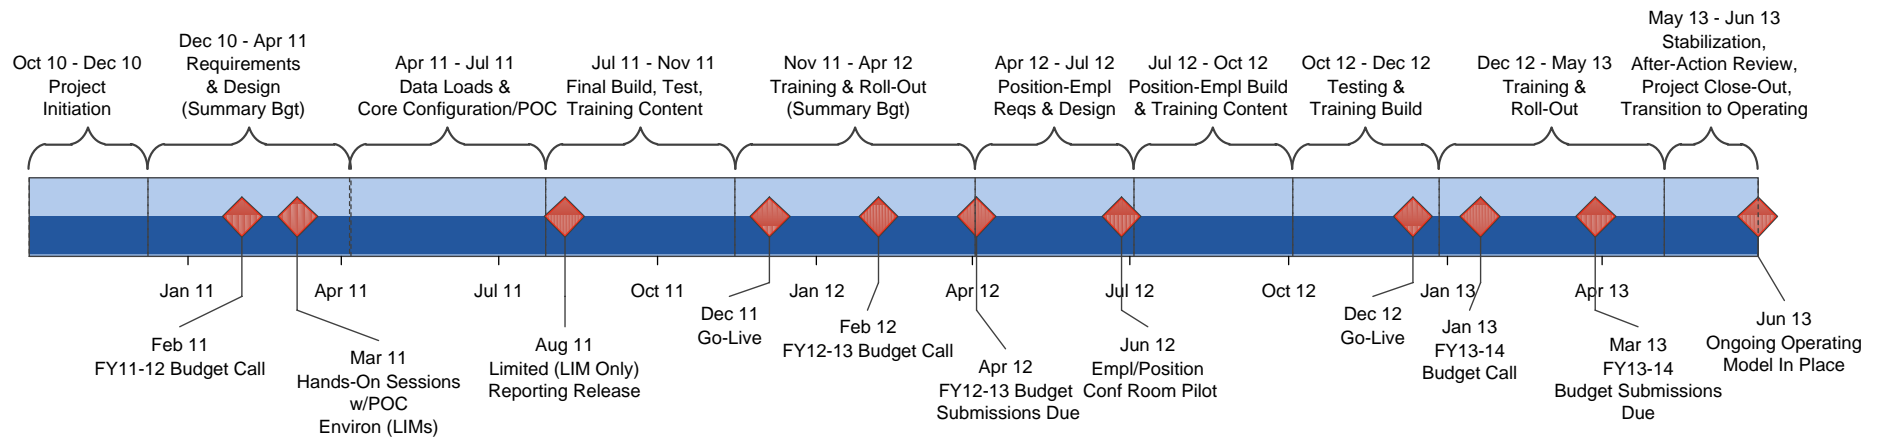 Oct 10 - Dec 10
Project
Initiation
Dec 10 - Apr 11
Requirements
& Design
(Summary Bgt)
Apr 11 - Jul 11
Data Loads &
Core Configuration/POC
Jul 11 - Nov 11
Final Build, Test,
Training Content
Nov 11 - Apr 12
Training & Roll-Out
(Summary Bgt)
Apr 12 - Jul 12
Position-Empl
Reqs & Design
Jul 12 - Oct 12
Position-Empl Build
& Training Content
Oct 12 - Dec 12
Testing &
Training Build
Dec 12 - May 13
Training &
Roll-Out
May 13 - Jun 13
Stabilization,
After-Action Review,
Project Close-Out,
Transition to Operating
Jan 11
Apr 11
Jul 11
Oct 11
Jan 12
Apr 12
Jul 12
Oct 12
Jan 13
Apr 13
Feb 11
FY11-12 Budget Call
Mar 11
Hands-On Sessions
w/POC
Environ (LIMs)
Aug 11
Limited (LIM Only)
Reporting Release
Dec 11
Go-Live
Feb 12
FY12-13 Budget Call
Apr 12
FY12-13 Budget
Submissions Due
Jun 12
Empl/Position
Conf Room Pilot
Dec 12
Go-Live
Jan 13
FY13-14
Budget Call
Mar 13
FY13-14
Budget Submissions
Due
Jun 13
Ongoing Operating
Model In Place